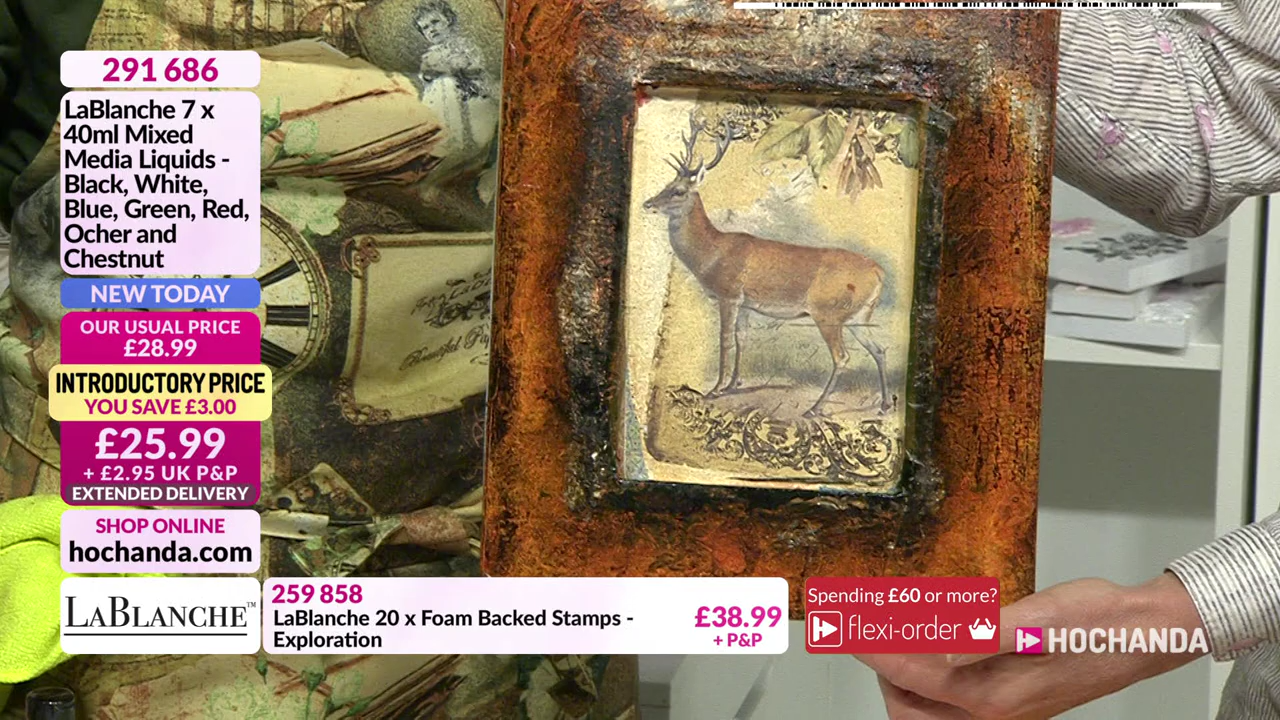 291 686
LaBlanche 7 x
40ml Mixed
Media Liquids -
Black, White,
Blue, Green, Red,
Ocher and
Chestnut
NEW TODAY
OUR USUAL PRICE
£28.99
INTRODUCTORY PRICE
YOU SAVE £3.00
£25.99
+ £2.95 UK P&P
EXTENDED DELIVERY
SHOP ONLINE
hochanda.com
LABLANCHE™
259 858
LaBlanche 20 x Foam Backed Stamps -
Exploration
£38.99
+ P&P
Spending £60 or more?
flexi-order
HOCHANDA